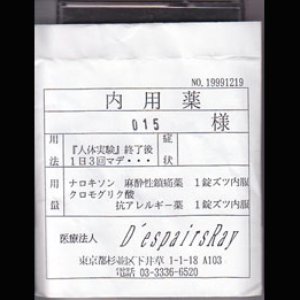 NO.19991219
内用薬
015 様
用法 『人体実験』終了後 症状
1日3回マデ・・・
用量 ナロキソン 麻酔性鎮痛薬 1錠ズツ内服
クロモグリク酸
抗アレルギー薬 1錠ズツ内服
医療法人 D'espairsRay
東京都杉並区下井草 1-1-18 A103
電話 03-3336-6520